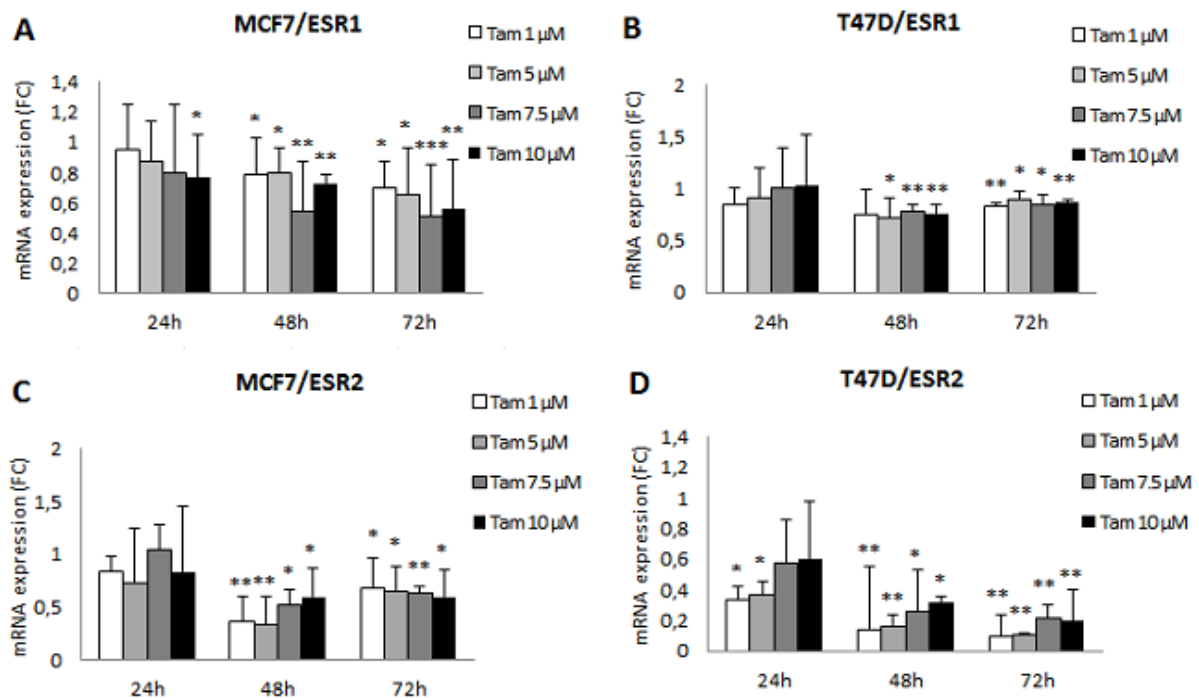 A
MCF7/ESR1
Tam 1 µM
Tam 5 µM
Tam 7.5 µM
Tam 10 µM
mRNA expression (FC)
1,4
1,2
1
0,8
0,6
0,4
0,2
0
* * * ** ** * * *** **
24h 48h 72h
B
T47D/ESR1
Tam 1 µM
Tam 5 µM
Tam 7.5 µM
Tam 10 µM
mRNA expression (FC)
2
1,5
1
0,5
0
* ** ** ** * * **
24h 48h 72h
C
MCF7/ESR2
Tam 1 µM
Tam 5 µM
Tam 7.5 µM
Tam 10 µM
mRNA expression (FC)
2
1,5
1
0,5
0
** ** * * * * ** *
24h 48h 72h
D
T47D/ESR2
Tam 1 µM
Tam 5 µM
Tam 7.5 µM
Tam 10 µM
mRNA expression (FC)
1,4
1,2
1
0,8
0,6
0,4
0,2
0
* * ** ** * * ** ** ** **
24h 48h 72h